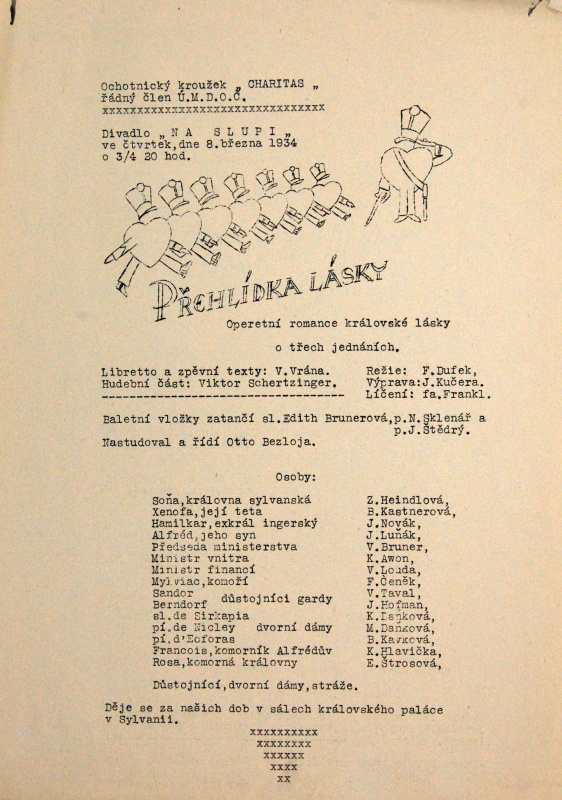 Ochotnický kroužek „ CHARITAS „
řádný člen Ú.M.D.O.Č.
xxxxxxxxxxxxxxxxxxxxxxxxxxxxxxxx
Divadlo „N A  S L U P I „
ve čtvrtek,dne 8.března 1934
o 3/4 20 hod.
PŘEHLÍDKA LÁSKY
Operetní romance královské lásky
o třech jednáních.
Libretto a zpěvní texty: V.Vrána. Režie: F.Dufek,
Hudební část: Viktor Schertzinger. Výprava:J.Kučera.
----------------------------------- Líčení: fa.Frankl.
Baletní vložky zatančí sl.Edith Brunerová,p.N.Sklenář a
p.J.Štědrý.
Nastudoval a řídí Otto Bezloja.
Osoby:
Soňa,královna sylvanská Z.Heindlová,
Xenofa,její teta B.Kastnerová,
Hamilkar,exkrál ingerský J.Novák,
Alfréd,jeho syn J.Luňák,
Předseda ministerstva V.Bruner,
Ministr vnitra K.Awon,
Ministr financí V.Louda,
Mylviac,komoří F.Čeněk,
Sandor V.Taval,
důstojníci gardy
Berndorf J.Hofman,
sl.de Sirkapia K.Daňková,
pí.de Nicley dvorní dámy M.Daňková,
pí.d'Ecforas B.Kavková,
Francois,komorník Alfrédův K.Hlavička,
Rosa,komorná královny E.Štrosová,
Důstojnící,dvorní dámy,stráže.
Děje se za našich dob v sálech královského paláce
v Sylvanii.
xxxxxxxxxx
xxxxxxxx
xxxxxx
xxxx
xx